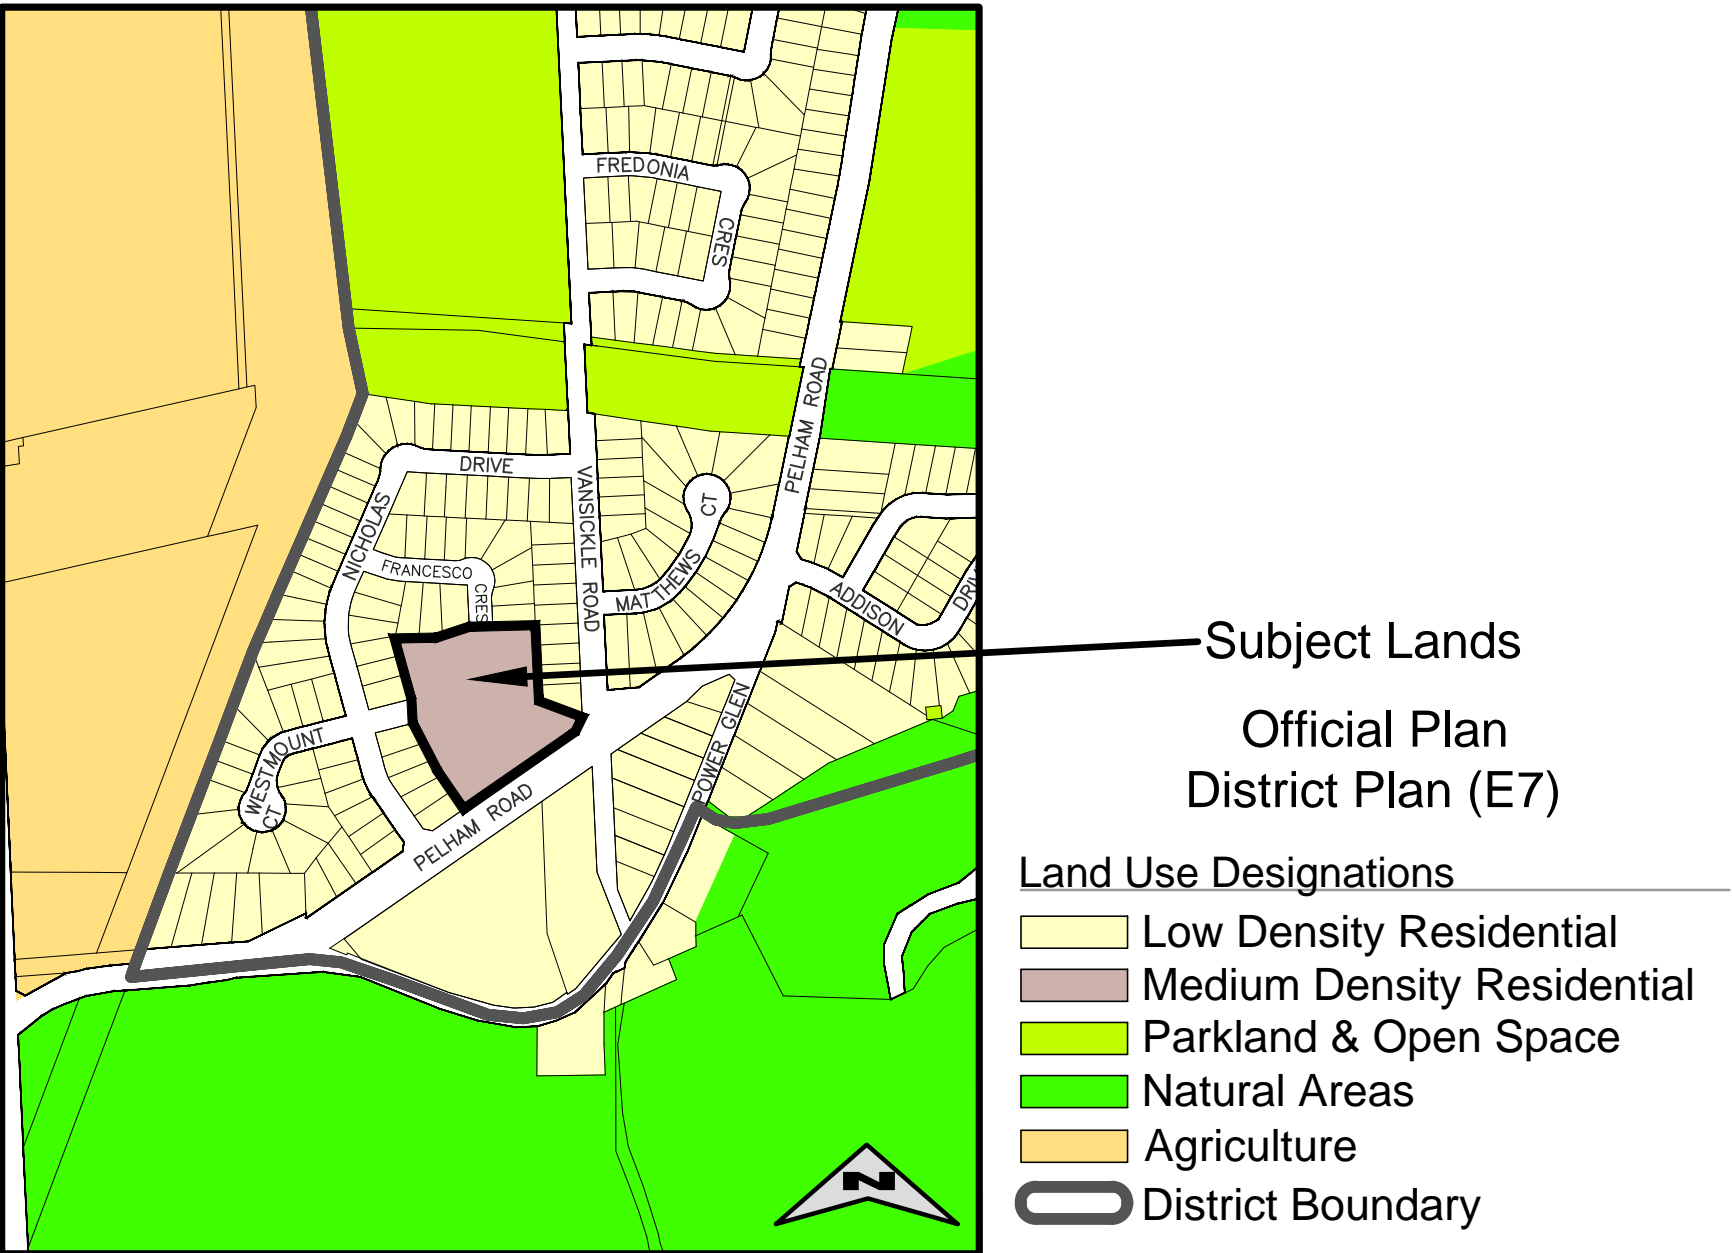 FREDONIA
CRES
PELHAM ROAD
DRIVE
VANSICKLE ROAD
CT
NICHOLAS
FRANCESCO
CRES
MATTHEWS
ADDISON
DRIV
Subject Lands
POWER GLEN
WESTMOUNT
CT
PELHAM ROAD
Official Plan
District Plan (E7)
Land Use Designations
Low Density Residential
Medium Density Residential
Parkland & Open Space
Natural Areas
Agriculture
District Boundary
N